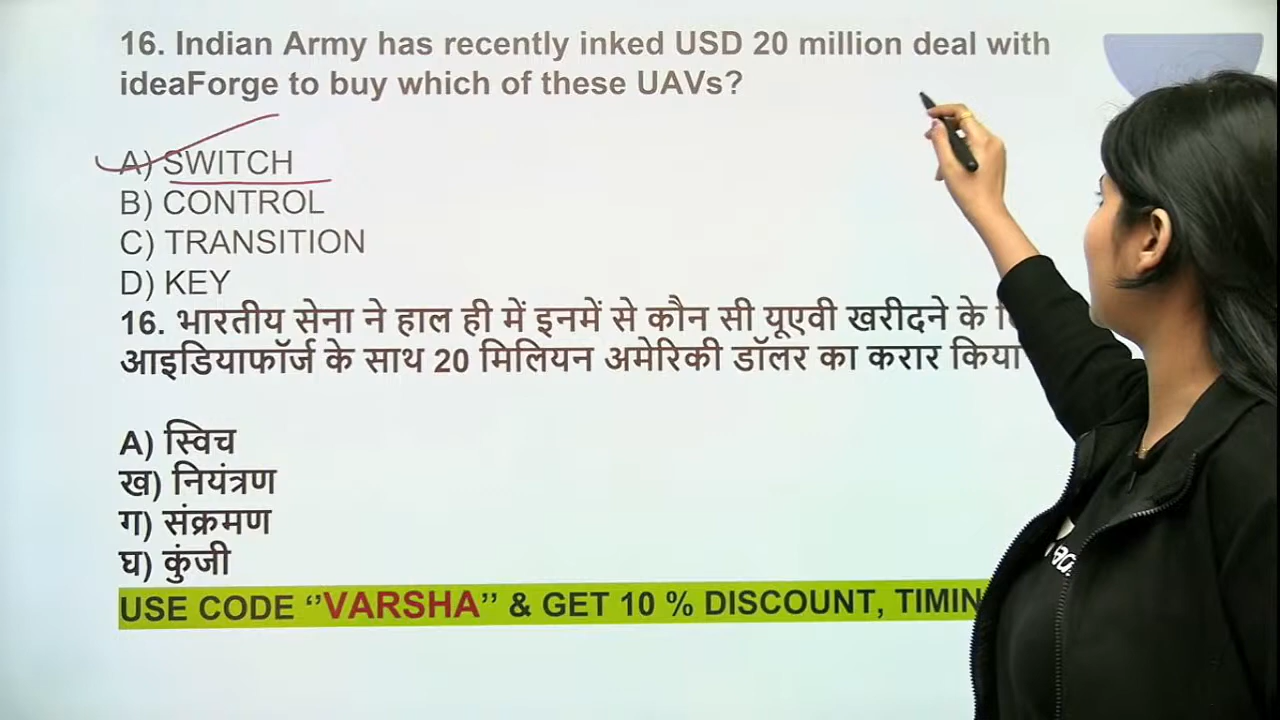 16. Indian Army has recently inked USD 20 million deal with
ideaForge to buy which of these UAVs?
A) SWITCH
B) CONTROL
C) TRANSITION
D) KEY
16. भारतीय सेना ने हाल ही में इनमें से कौन सी यूएवी खरीदने के
आइडियाफॉर्ज के साथ 20 मिलियन अमेरिकी डॉलर का करार किया
A) स्विच
ख) नियंत्रण
ग) संक्रमण
घ) कुंजी
USE CODE ‘’VARSHA’’ & GET 10 % DISCOUNT, TIMIN